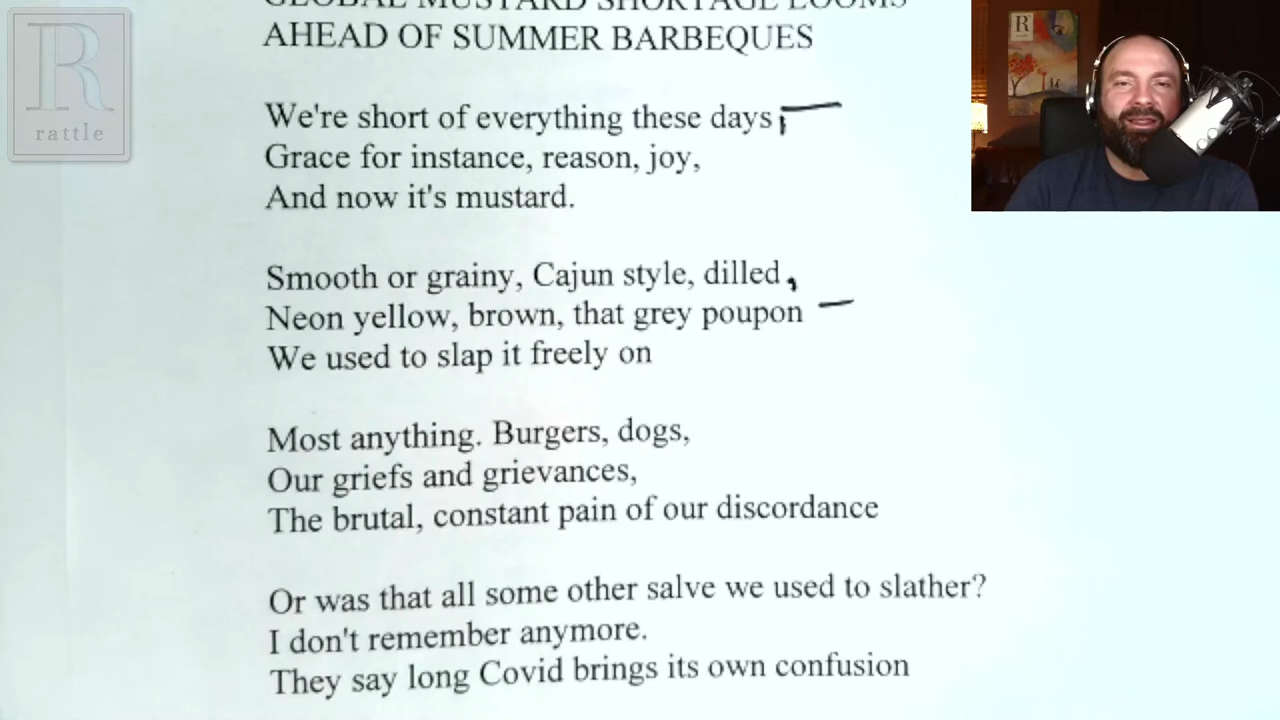 R
rattle
R
GLOBAL MUSTARD SHORTAGE LOOMS
AHEAD OF SUMMER BARBEQUES
We're short of everything these days; —
Grace for instance, reason, joy,
And now it's mustard.
Smooth or grainy, Cajun style, dilled,
Neon yellow, brown, that grey poupon —
We used to slap it freely on
Most anything. Burgers, dogs,
Our griefs and grievances,
The brutal, constant pain of our discordance
Or was that all some other salve we used to slather?
I don't remember anymore.
They say long Covid brings its own confusion